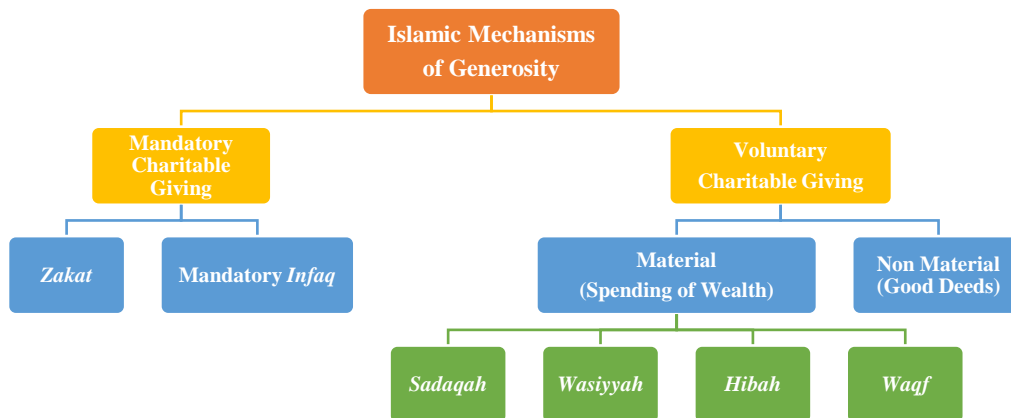 Islamic Mechanisms
of Generosity
Mandatory
Charitable
Giving
Voluntary
Charitable Giving
Zakat
Mandatory Infaq
Material
(Spending of Wealth)
Non Material
(Good Deeds)
Sadaqah
Wasiyyah
Hibah
Waqf